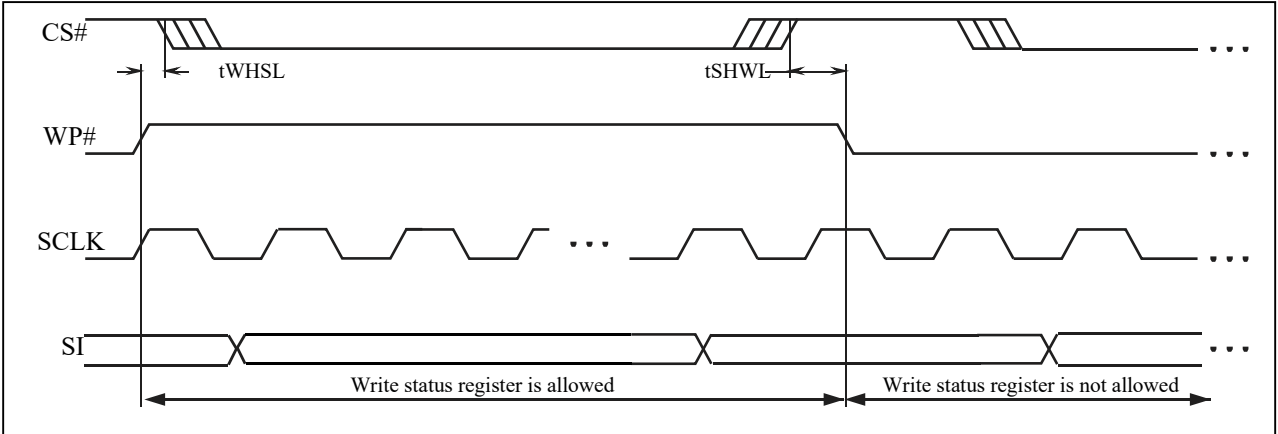 CS#
tWHSL
tSHWL
WP#
SCLK
SI
Write status register is allowed
Write status register is not allowed